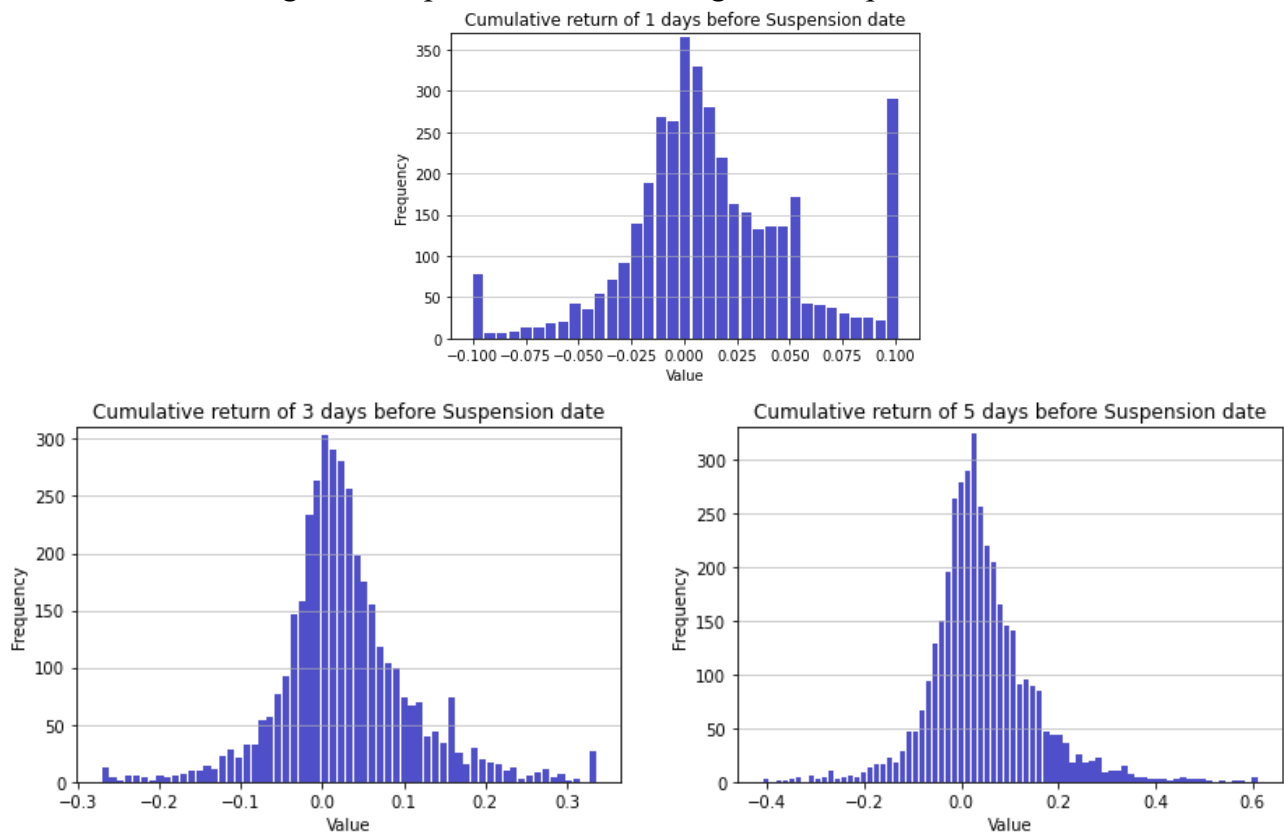 Cumulative return of 1 days before Suspension date
350
300
250
200
150
100
50
0
Frequency
−0.100 −0.075 −0.050 −0.025 0.000 0.025 0.050 0.075 0.100
Value
Cumulative return of 3 days before Suspension date
300
250
200
150
100
50
0
Frequency
−0.3 −0.2 −0.1 0.0 0.1 0.2 0.3
Value
Cumulative return of 5 days before Suspension date
300
250
200
150
100
50
0
Frequency
−0.4 −0.2 0.0 0.2 0.4 0.6
Value